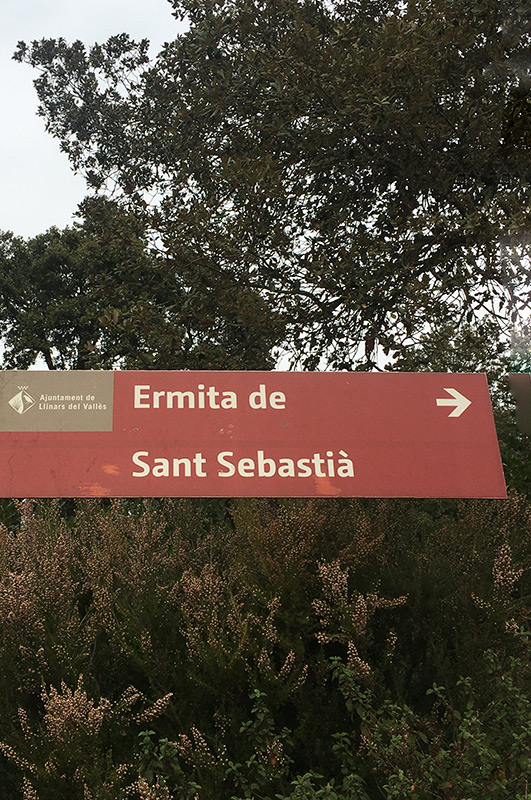 Ajuntament de
Llinars del Vallès
Ermita de
Sant Sebastià